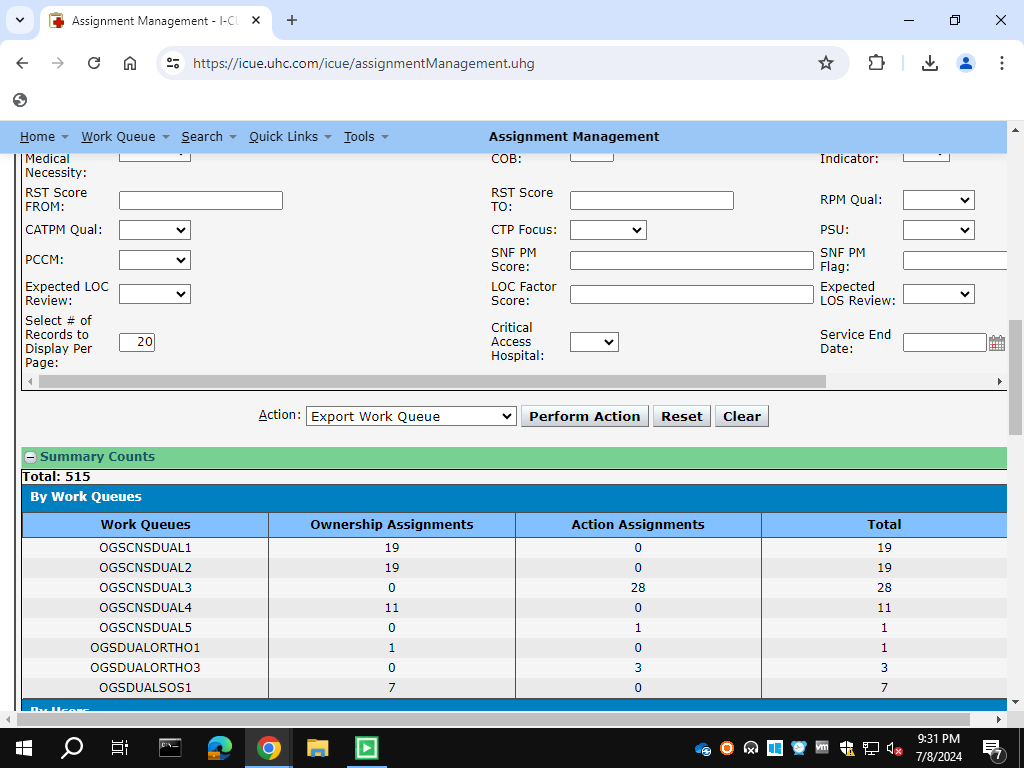 Assignment Management - I-CU
https://icue.uhc.com/icue/assignmentManagement.uhg
Home Work Queue Search Quick Links Tools Assignment Management
Medical Necessity: COB: Indicator:
RST Score FROM: RST Score TO: RPM Qual:
CATPM Qual: CTP Focus: PSU:
PCCM: SNF PM Score: SNF PM Flag:
Expected LOC Review: LOC Factor Score: Expected LOS Review:
Select # of Records to Display Per Page: 20 Critical Access Hospital: Service End Date:
Action: Export Work Queue Perform Action Reset Clear
Summary Counts
Total: 515
By Work Queues
Work Queues Ownership Assignments Action Assignments Total
OGSCNSDUAL1 19 0 19
OGSCNSDUAL2 19 0 19
OGSCNSDUAL3 0 28 28
OGSCNSDUAL4 11 0 11
OGSCNSDUAL5 0 1 1
OGSDUALORTHO1 1 0 1
OGSDUALORTHO3 0 3 3
OGSDUALSOS1 7 0 7
By Users
9:31 PM
7/8/2024
7